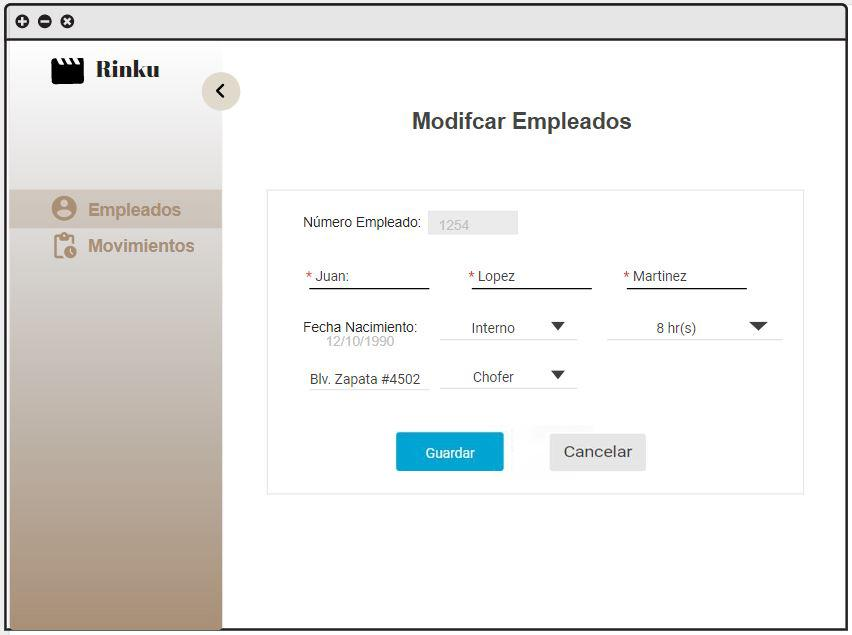 Rinku
Modifcar Empleados
Empleados
Movimientos
Número Empleado: 1254
* Juan: * Lopez * Martinez
Fecha Nacimiento: Interno 8 hr(s)
12/10/1990
Blv. Zapata #4502 Chofer
Guardar Cancelar